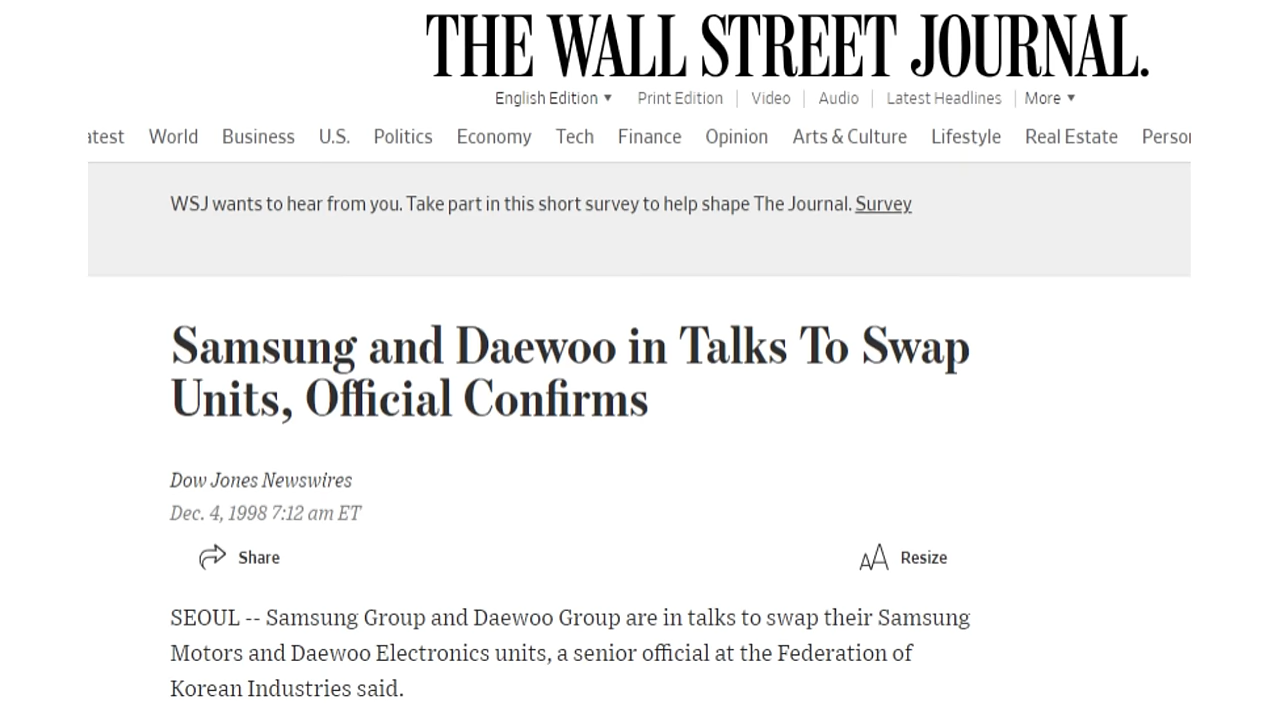 THE WALL STREET JOURNAL.
English Edition ▼ Print Edition | Video | Audio | Latest Headlines | More ▼
atest World Business U.S. Politics Economy Tech Finance Opinion Arts & Culture Lifestyle Real Estate Person
WSJ wants to hear from you. Take part in this short survey to help shape The Journal. Survey
Samsung and Daewoo in Talks To Swap
Units, Official Confirms
Dow Jones Newswires
Dec. 4, 1998 7:12 am ET
Share Resize
SEOUL -- Samsung Group and Daewoo Group are in talks to swap their Samsung
Motors and Daewoo Electronics units, a senior official at the Federation of
Korean Industries said.